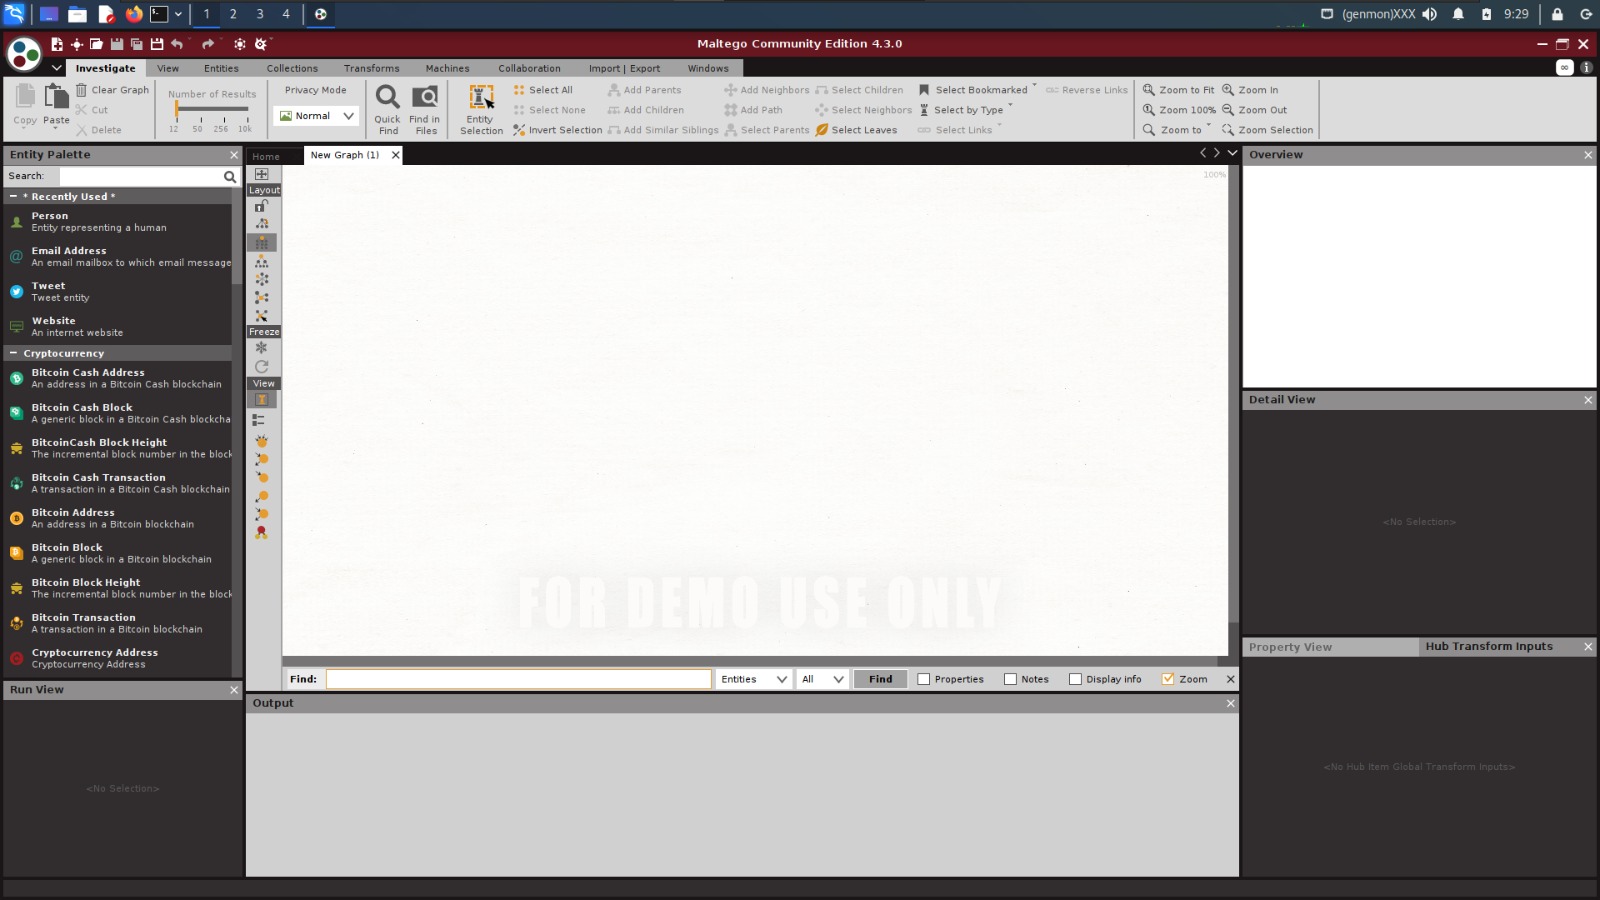 1 2 3 4 (genmon)XXX 9:29
Maltego Community Edition 4.3.0
Investigate View Entities Collections Transforms Machines Collaboration Import | Export Windows
Copy Paste Clear Graph
Cut
Delete
Number of Results
12 50 256 10k
Privacy Mode
Normal
Quick Find
Find in Files
Entity Selection
Select All
Select None
Invert Selection
Add Parents
Add Children
Add Similar Siblings
Add Neighbors
Add Path
Select Parents
Select Children
Select Neighbors
Select Leaves
Select Bookmarked
Select by Type
Select Links
Reverse Links
Zoom to Fit
Zoom 100%
Zoom to
Zoom In
Zoom Out
Zoom Selection
Entity Palette
Search:
* Recently Used *
Person
Entity representing a human
Email Address
An email mailbox to which email message
Tweet
Tweet entity
Website
An internet website
Cryptocurrency
Bitcoin Cash Address
An address in a Bitcoin Cash blockchain
Bitcoin Cash Block
A generic block in a Bitcoin Cash blockcha
BitcoinCash Block Height
The incremental block number in the block
Bitcoin Cash Transaction
A transaction in a Bitcoin Cash blockchain
Bitcoin Address
An address in a Bitcoin blockchain
Bitcoin Block
A generic block in a Bitcoin blockchain
Bitcoin Block Height
The incremental block number in the block
Bitcoin Transaction
A transaction in a Bitcoin blockchain
Cryptocurrency Address
Cryptocurrency Address
Run View
<No Selection>
Home New Graph (1)
Layout
Freeze
View
100%
FOR DEMO USE ONLY
Find: Entities All Find Properties Notes Display info Zoom
Output
Overview
Detail View
<No Selection>
Property View Hub Transform Inputs
<No Hub Item Global Transform Inputs>